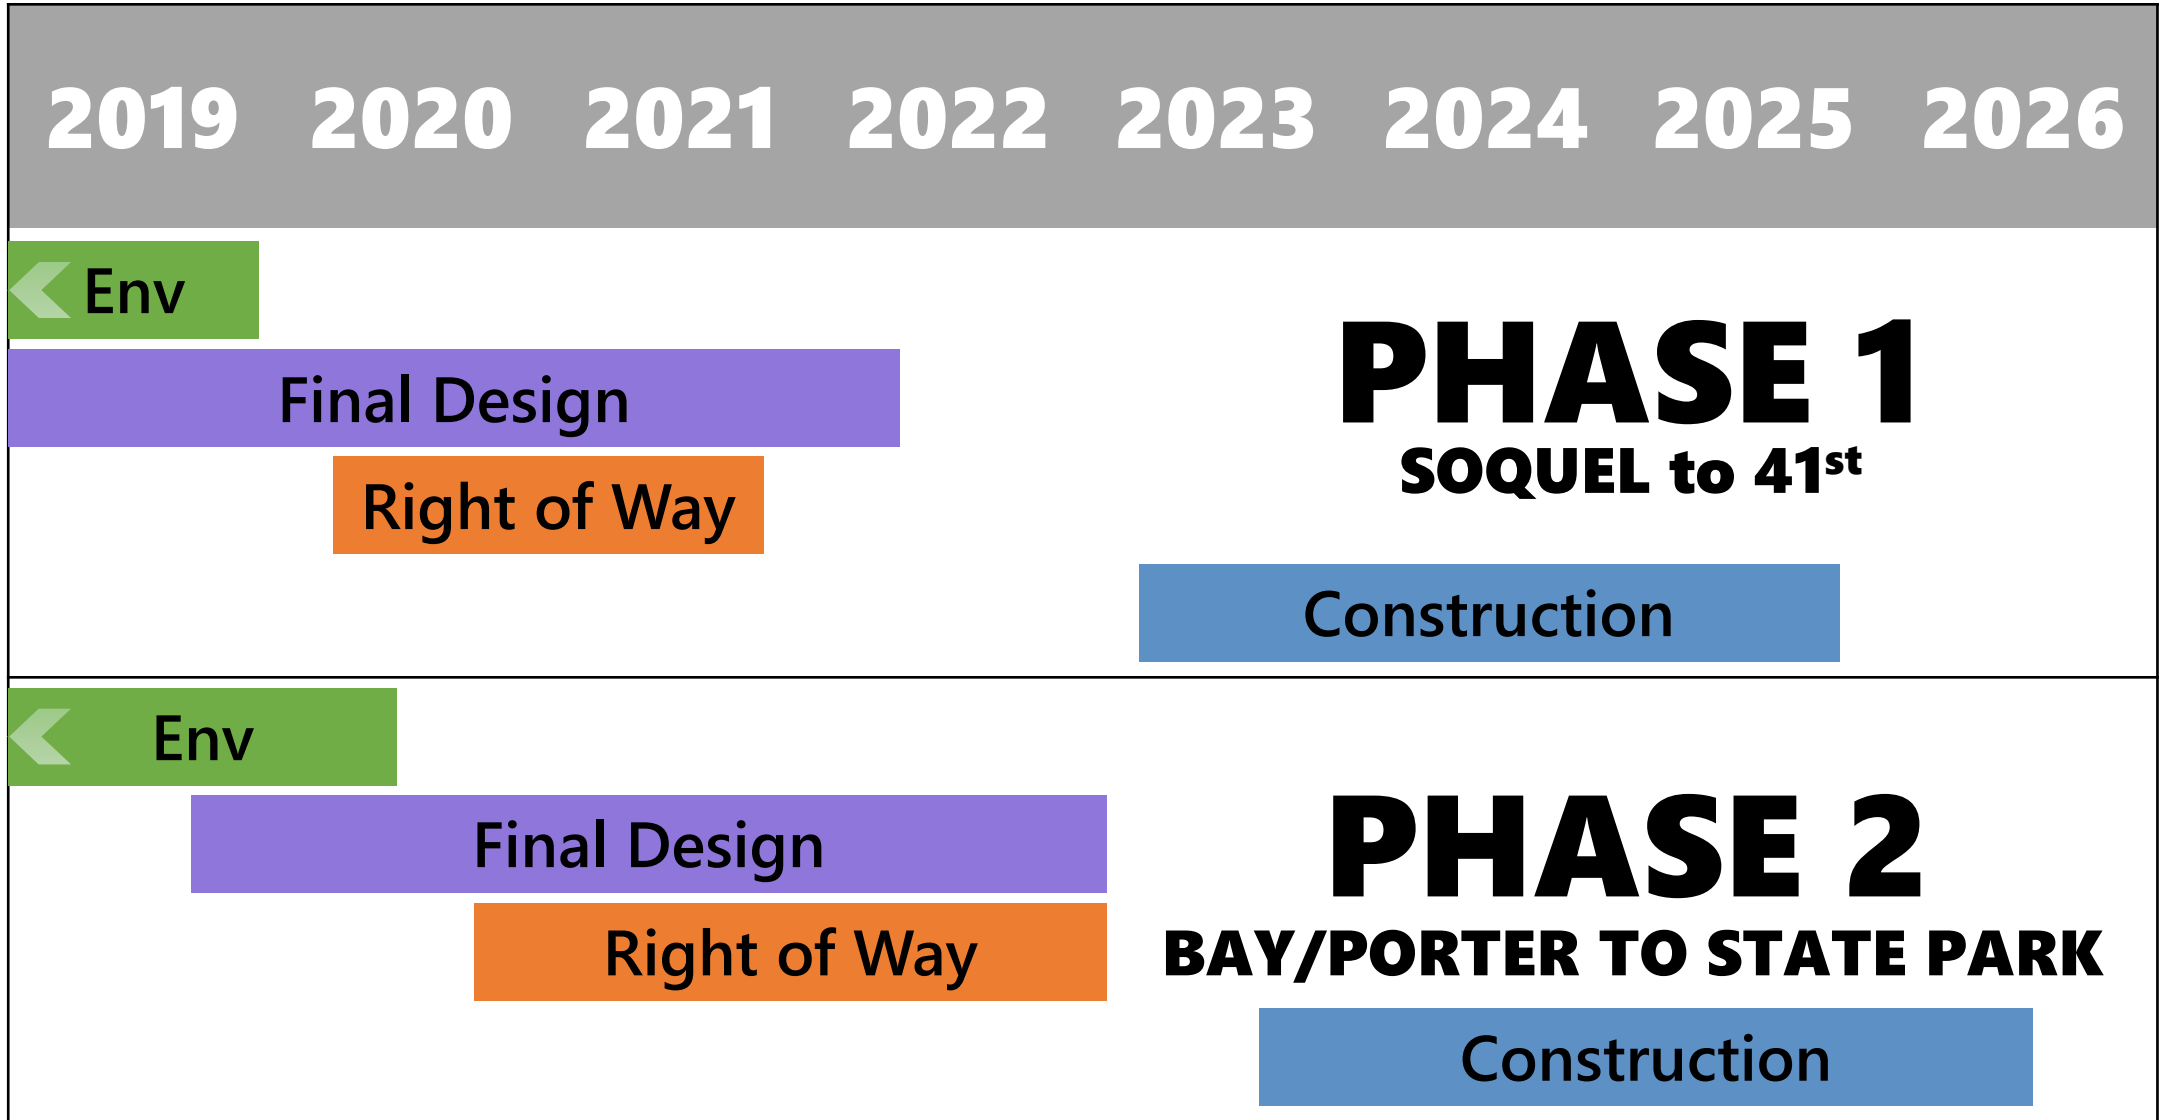 2019 2020 2021 2022 2023 2024 2025 2026
Env
Final Design
Right of Way
PHASE 1
SOQUEL to 41st
Construction
Env
Final Design
Right of Way
PHASE 2
BAY/PORTER TO STATE PARK
Construction